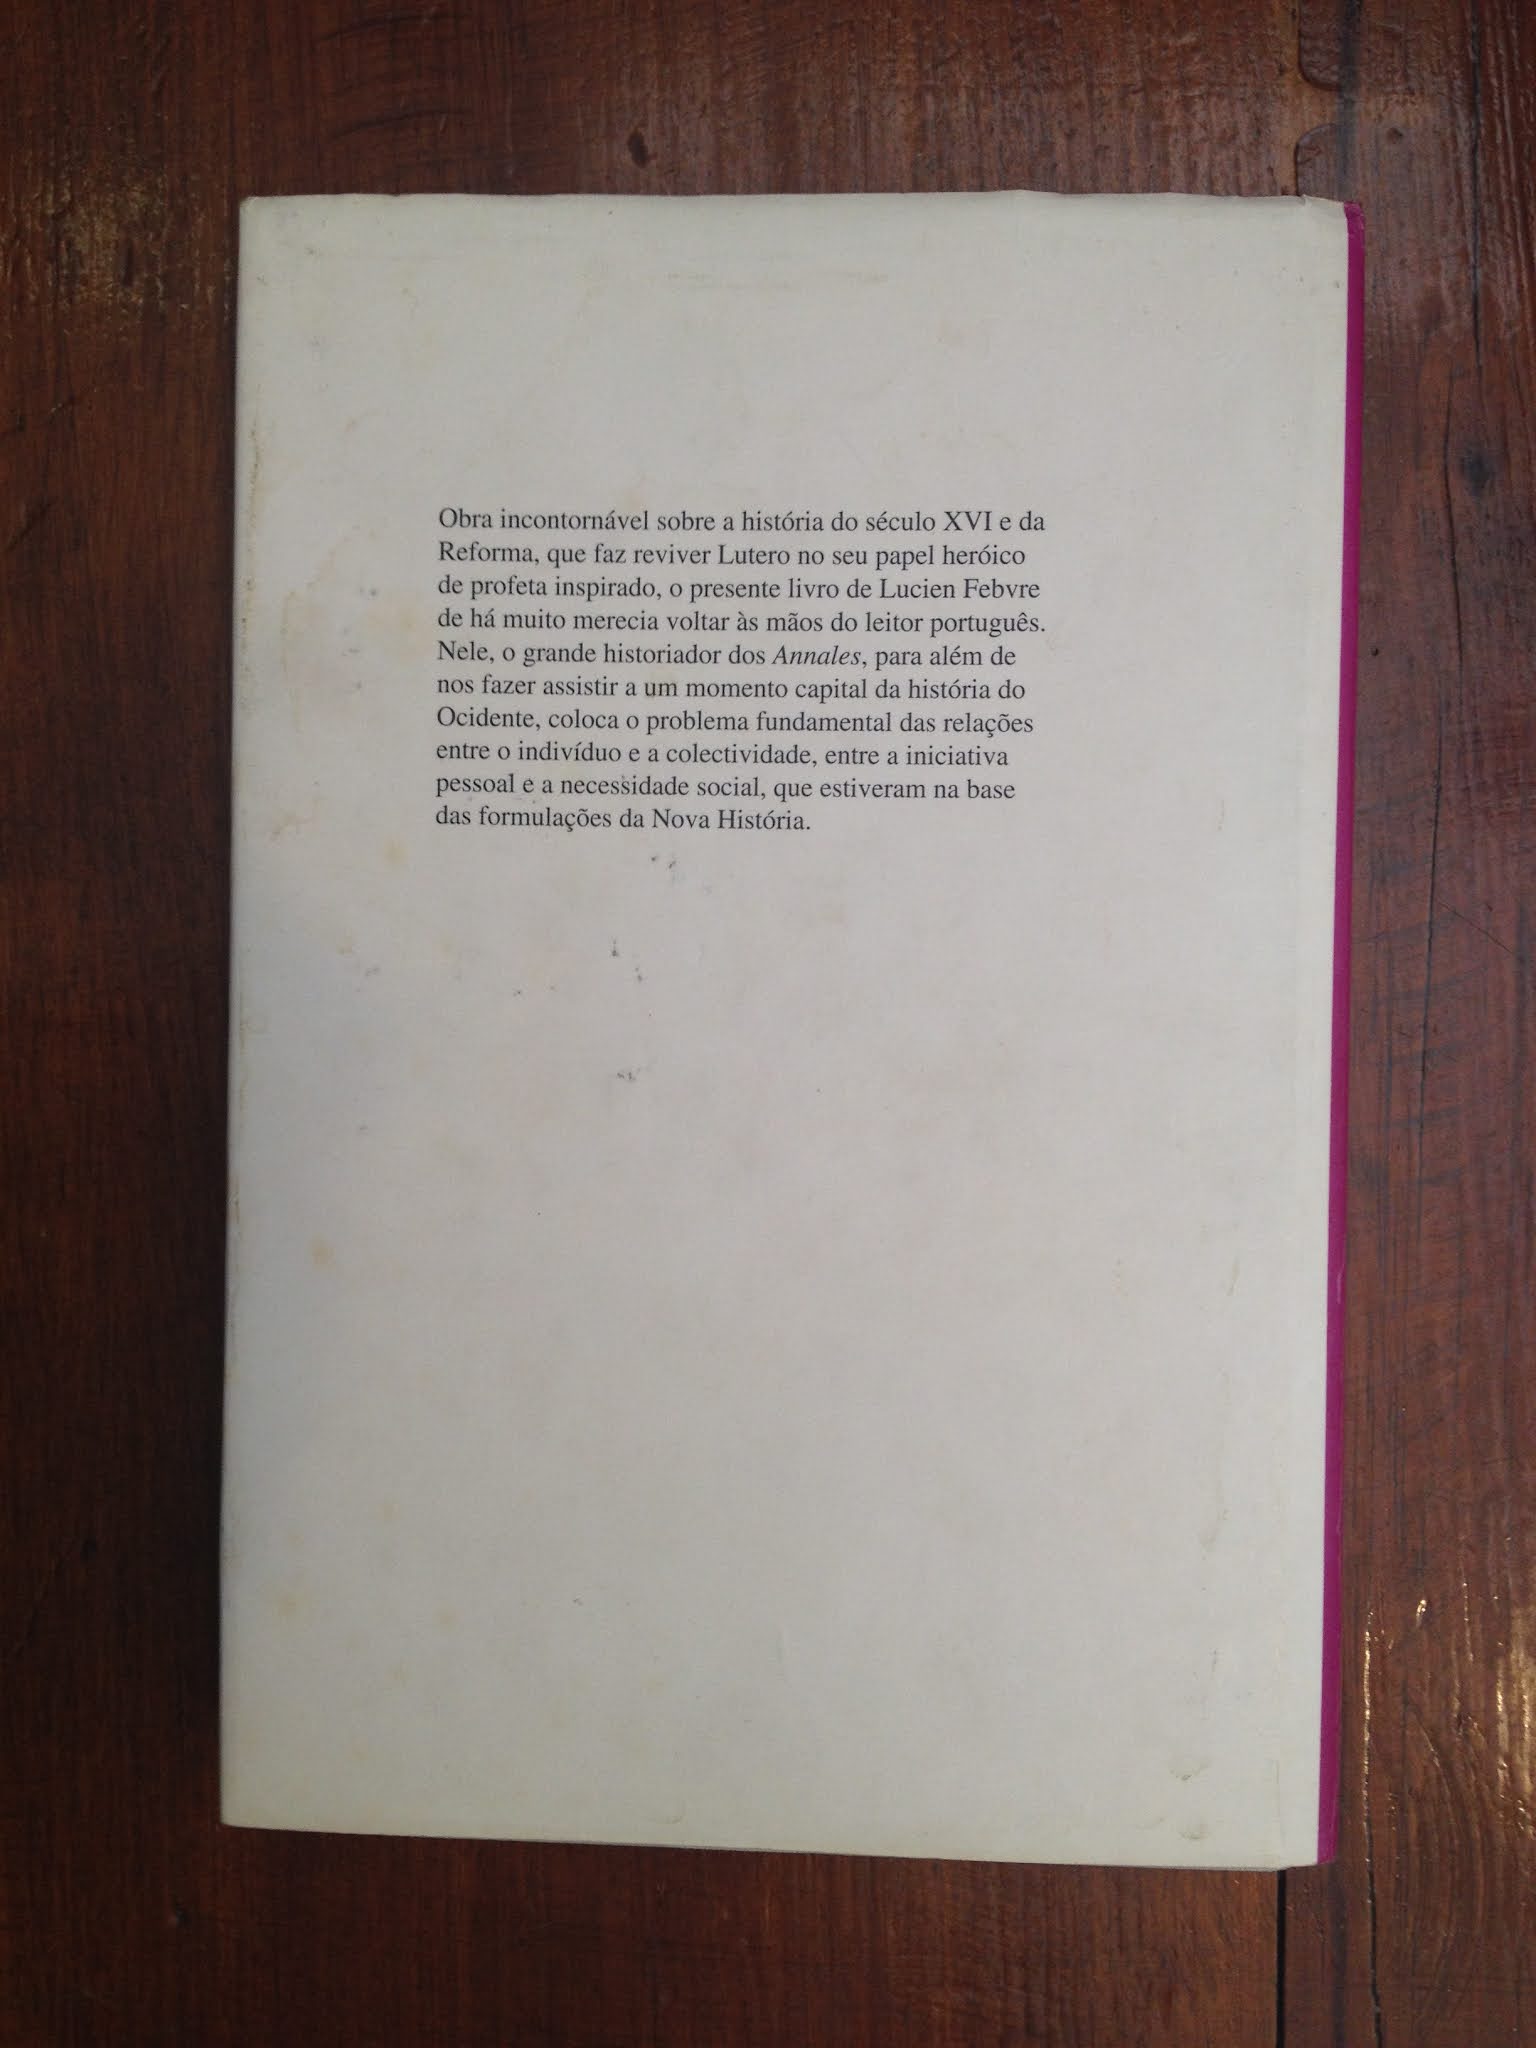 Obra incontornável sobre a história do século XVI e da
Reforma, que faz reviver Lutero no seu papel heróico
de profeta inspirado, o presente livro de Lucien Febvre
de há muito merecia voltar às mãos do leitor português.
Nele, o grande historiador dos Annales, para além de
nos fazer assistir a um momento capital da história do
Ocidente, coloca o problema fundamental das relações
entre o indivíduo e a colectividade, entre a iniciativa
pessoal e a necessidade social, que estiveram na base
das formulações da Nova História.